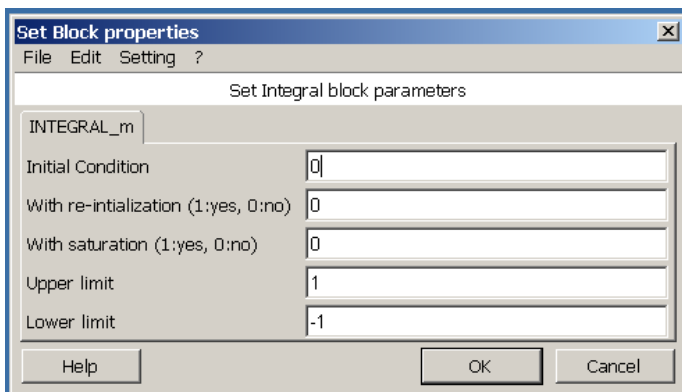 Set Block properties
File Edit Setting ?
Set Integral block parameters
INTEGRAL_m
Initial Condition 0
With re-intialization (1:yes, 0:no) 0
With saturation (1:yes, 0:no) 0
Upper limit 1
Lower limit -1
Help OK Cancel